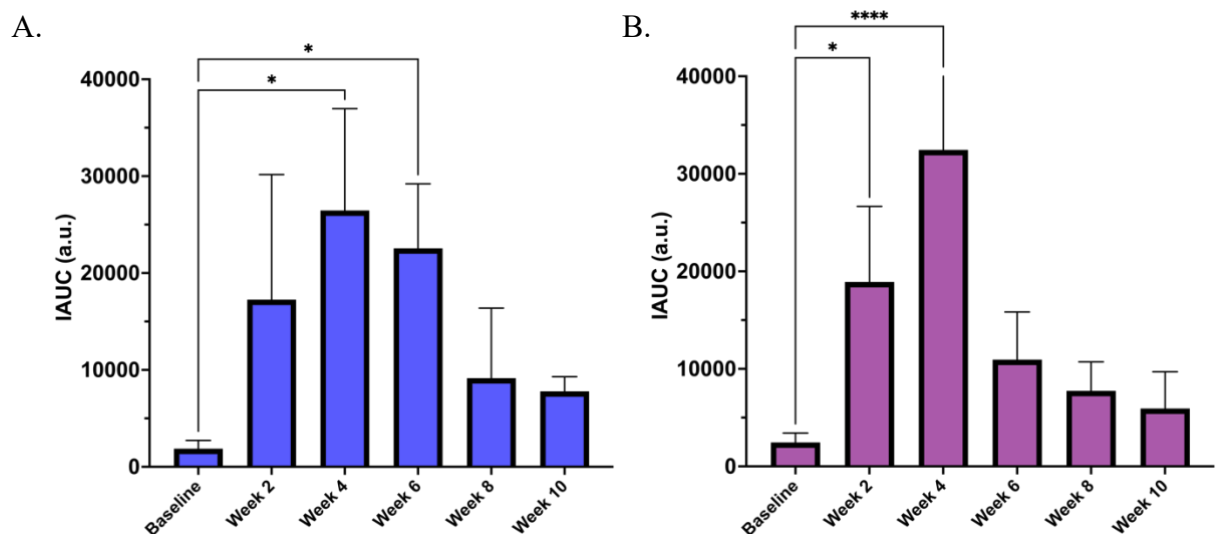 A.
*
*
40000
30000
20000
10000
0
IAUC (a.u.)
Baseline
Week 2
Week 4
Week 6
Week 8
Week 10
B.
****
*
40000
30000
20000
10000
0
IAUC (a.u.)
Baseline
Week 2
Week 4
Week 6
Week 8
Week 10